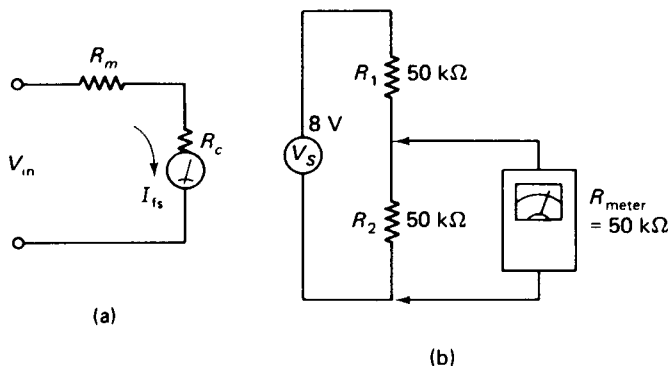 R_m
V_in
R_c
I_fs
(a)
R_1 50 kΩ
8 V
V_S
R_2 50 kΩ
R_meter
= 50 kΩ
(b)